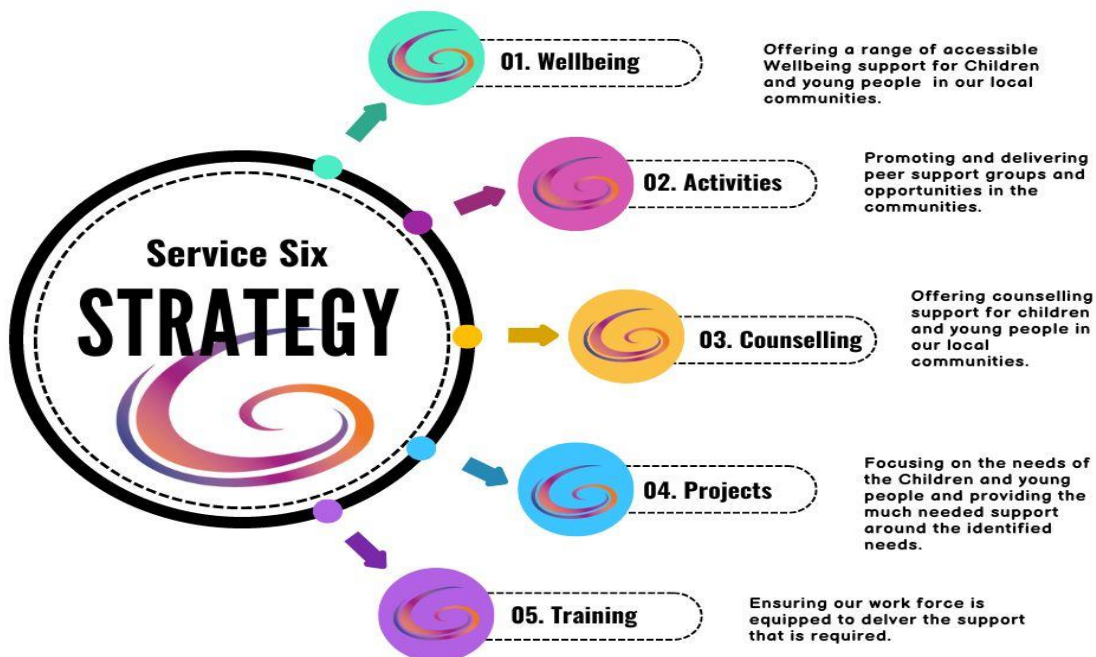 Service Six
STRATEGY
01. Wellbeing
Offering a range of accessible
Wellbeing support for Children
and young people in our local
communities.
02. Activities
Promoting and delivering
peer support groups and
opportunities in the
communities.
03. Counselling
Offering counselling
support for children
and young people in
our local
communities.
04. Projects
Focusing on the needs of
the Children and young
people and providing the
much needed support
around the identified
needs.
05. Training
Ensuring our work force is
equipped to delver the support
that is required.